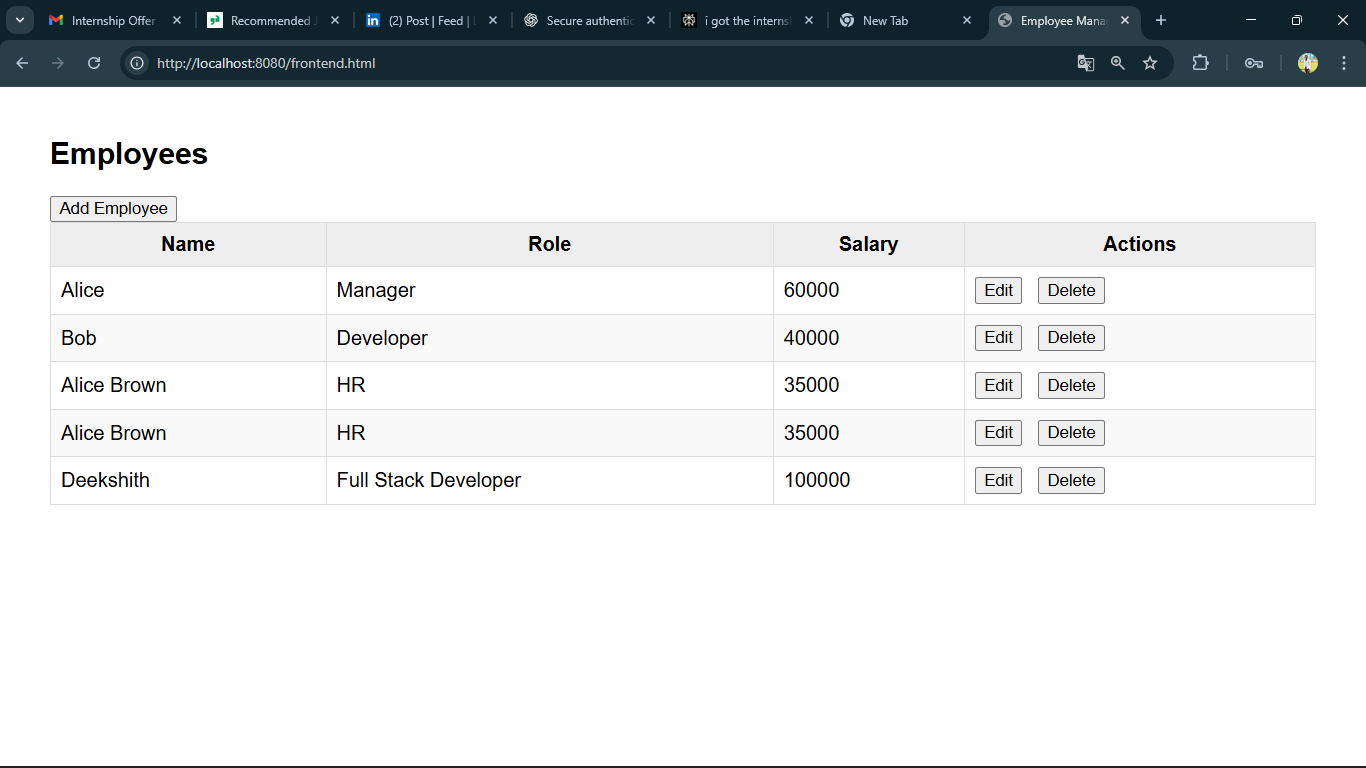 Internship Offer
Recommended
(2) Post | Feed |
Secure authentic
i got the interns
New Tab
Employee Mana
http://localhost:8080/frontend.html
Employees
Add Employee
Name Role Salary Actions
Alice Manager 60000 Edit Delete
Bob Developer 40000 Edit Delete
Alice Brown HR 35000 Edit Delete
Alice Brown HR 35000 Edit Delete
Deekshith Full Stack Developer 100000 Edit Delete